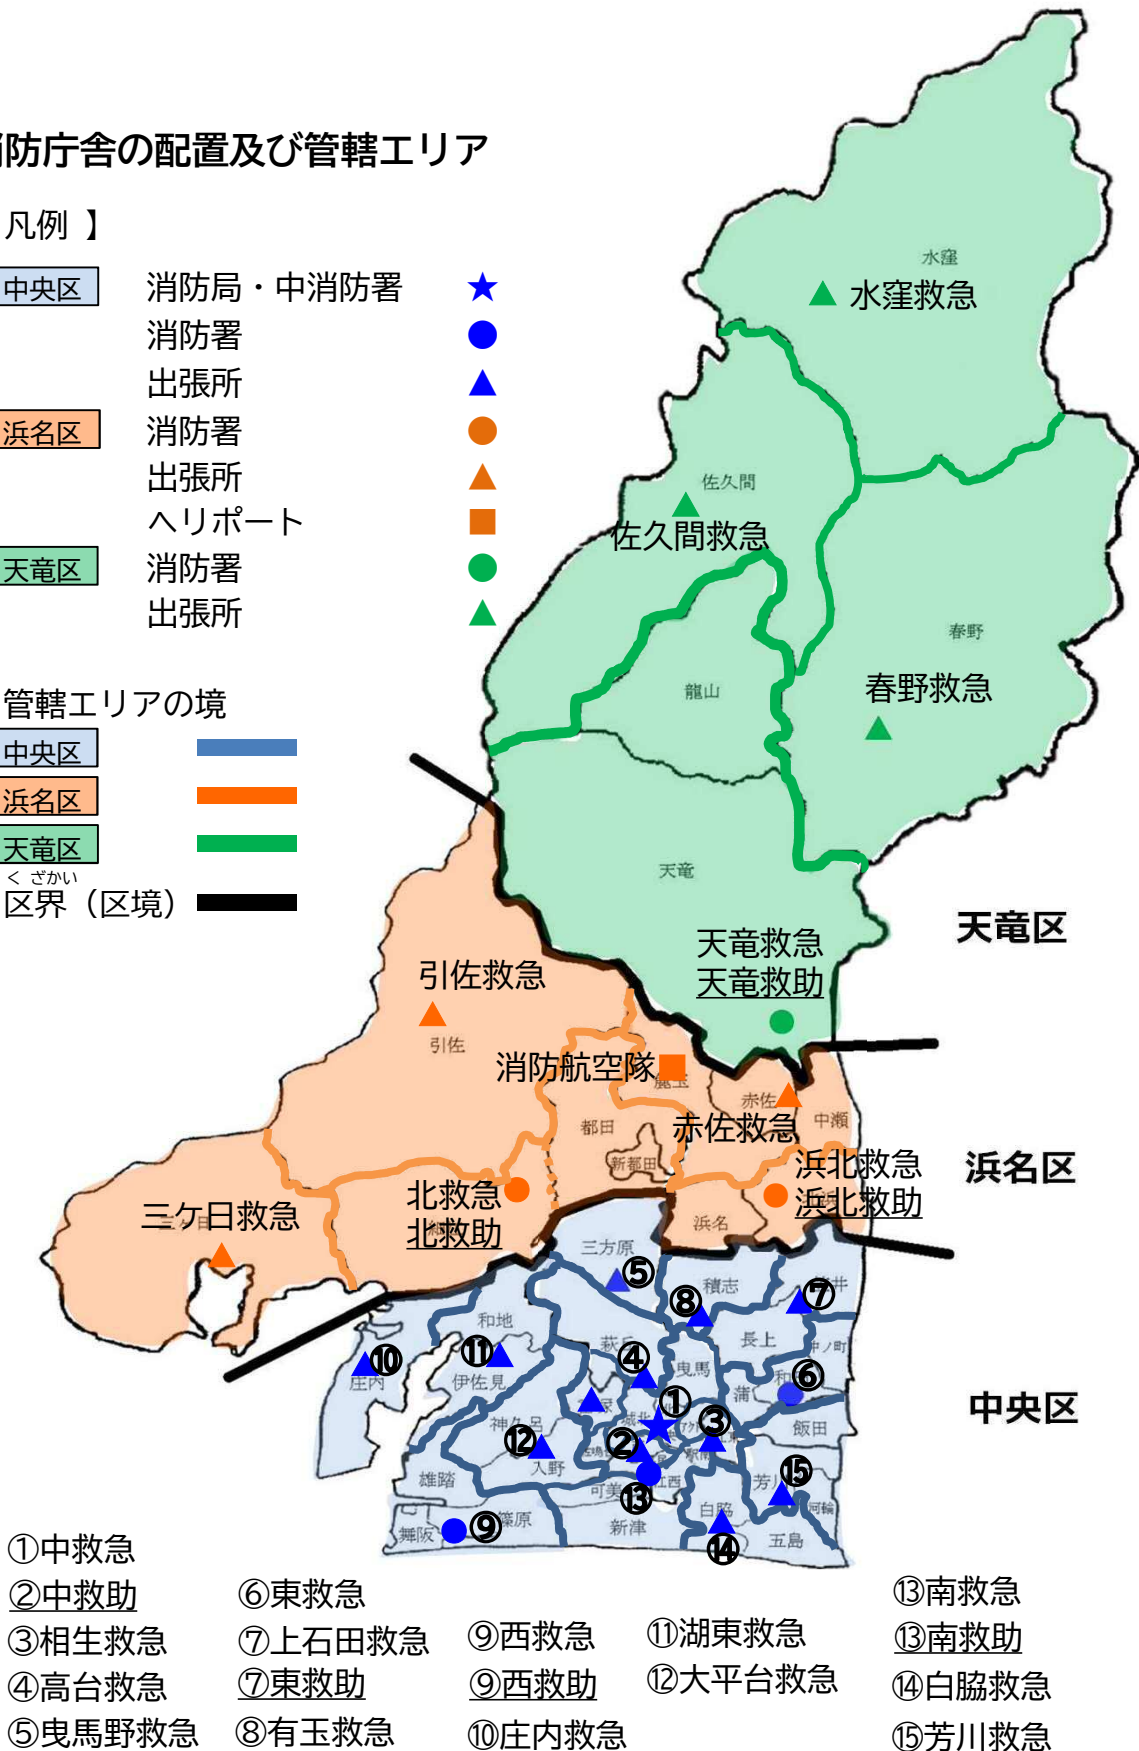 防庁舎の配置及び管轄エリア
凡例 】
中央区 消防局・中消防署
消防署
出張所
浜名区 消防署
出張所
ヘリポート
天竜区 消防署
出張所
管轄エリアの境
中央区
浜名区
天竜区
く ざかい
区界（区境）
水窪
水窪救急
佐久間
佐久間救急
春野
龍山
春野救急
天竜
天竜区
天竜救急
天竜救助
引佐救急
引佐
消防航空隊
赤佐
中瀬
都田
赤佐救急
新都田
浜北救急
浜名区
北救急
浜北救助
三ケ日救急
北救助
浜名
三方原
⑤
積志
⑦
⑧
和地
長上
曳馬
⑪
④
⑩
庄内
伊佐見
蒲
⑥
①
中央区
神久呂
③
飯田
⑫
②
入野
雄踏
⑮
可美
⑬
白脇
河輪
舞阪
⑨
篠原
新津
⑭
五島
①中救急
②中救助
③相生救急
④高台救急
⑤曳馬野救急
⑥東救急
⑦上石田救急
⑦東救助
⑧有玉救急
⑨西救急
⑨西救助
⑩庄内救急
⑪湖東救急
⑫大平台救急
⑬南救急
⑬南救助
⑭白脇救急
⑮芳川救急